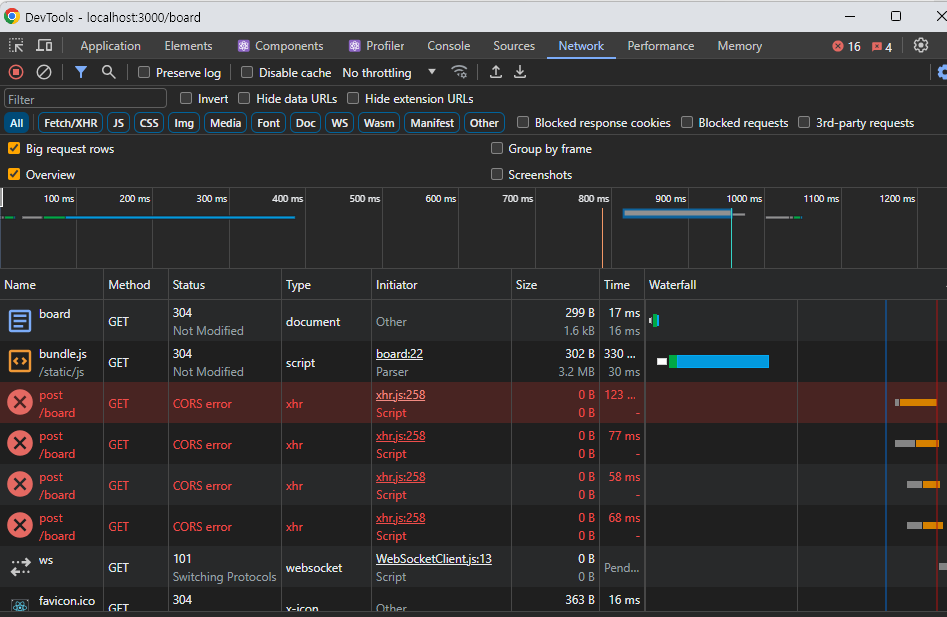 DevTools - localhost:3000/board
Application Elements Components Profiler Console Sources Network Performance Memory 16 4
Preserve log Disable cache No throttling
Filter Invert Hide data URLs Hide extension URLs
All Fetch/XHR JS CSS Img Media Font Doc WS Wasm Manifest Other Blocked response cookies Blocked requests 3rd-party requests
Big request rows Group by frame
Overview Screenshots
100 ms 200 ms 300 ms 400 ms 500 ms 600 ms 700 ms 800 ms 900 ms 1000 ms 1100 ms 1200 ms
Name Method Status Type Initiator Size Time Waterfall
board GET 304 document Other 299 B 17 ms
Not Modified 1.6 kB 16 ms
bundle.js GET 304 script board:22 302 B 330 ...
/static/js Not Modified Parser 3.2 MB 30 ms
post GET CORS error xhr xhr.js:258 0 B 123 ...
/board Script 0 B -
post GET CORS error xhr xhr.js:258 0 B 77 ms
/board Script 0 B -
post GET CORS error xhr xhr.js:258 0 B 58 ms
/board Script 0 B -
post GET CORS error xhr xhr.js:258 0 B 68 ms
/board Script 0 B -
ws GET 101 websocket WebSocketClient.js:13 0 B Pend...
Switching Protocols Script 0 B
favicon.ico GET 304 x-icon Other 363 B 16 ms